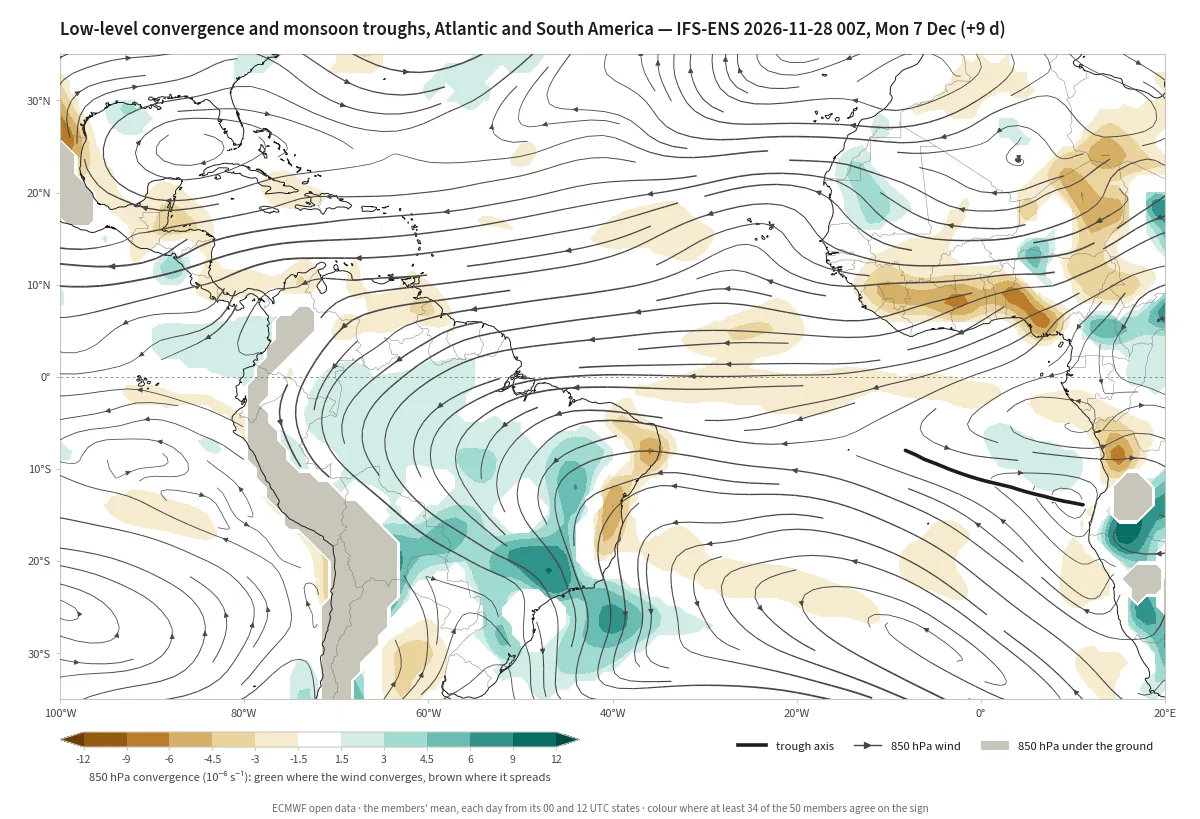 Low-level convergence and monsoon troughs, Atlantic and South America — IFS-ENS 2026-11-28 00Z, Mon 7 Dec (+9 d)
30°N
20°N
10°N
0°
10°S
20°S
30°S
100°W 80°W 60°W 40°W 20°W 0° 20°E
-12 -9 -6 -4.5 -3 -1.5 1.5 3 4.5 6 9 12
850 hPa convergence (10⁻⁶ s⁻¹): green where the wind converges, brown where it spreads
trough axis 850 hPa wind 850 hPa under the ground
ECMWF open data · the members' mean, each day from its 00 and 12 UTC states · colour where at least 34 of the 50 members agree on the sign